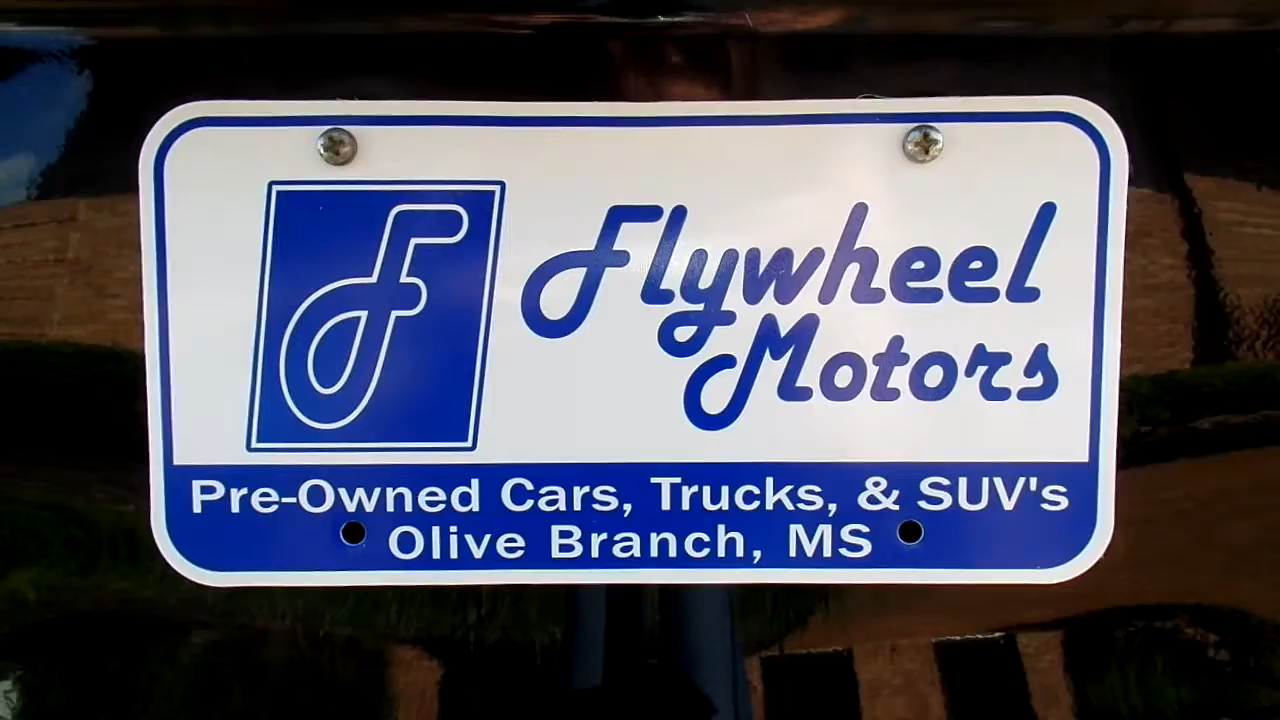 F
Flywheel
Motors
Pre-Owned Cars, Trucks, & SUV's
Olive Branch, MS